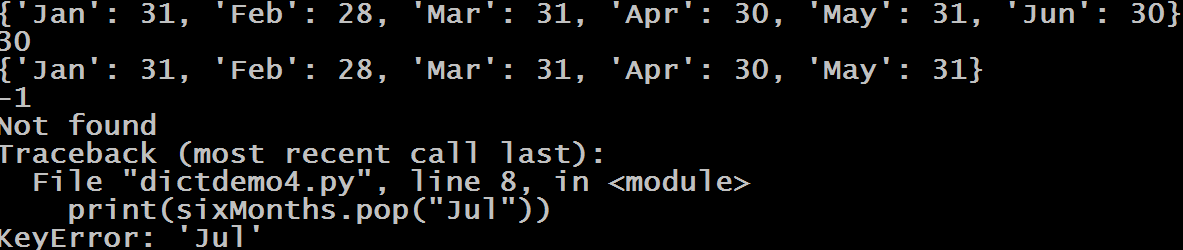 {'Jan': 31, 'Feb': 28, 'Mar': 31, 'Apr': 30, 'May': 31, 'Jun': 30}
30
{'Jan': 31, 'Feb': 28, 'Mar': 31, 'Apr': 30, 'May': 31}
-1
Not found
Traceback (most recent call last):
  File "dictdemo4.py", line 8, in <module>
    print(sixMonths.pop("Jul"))
KeyError: 'Jul'